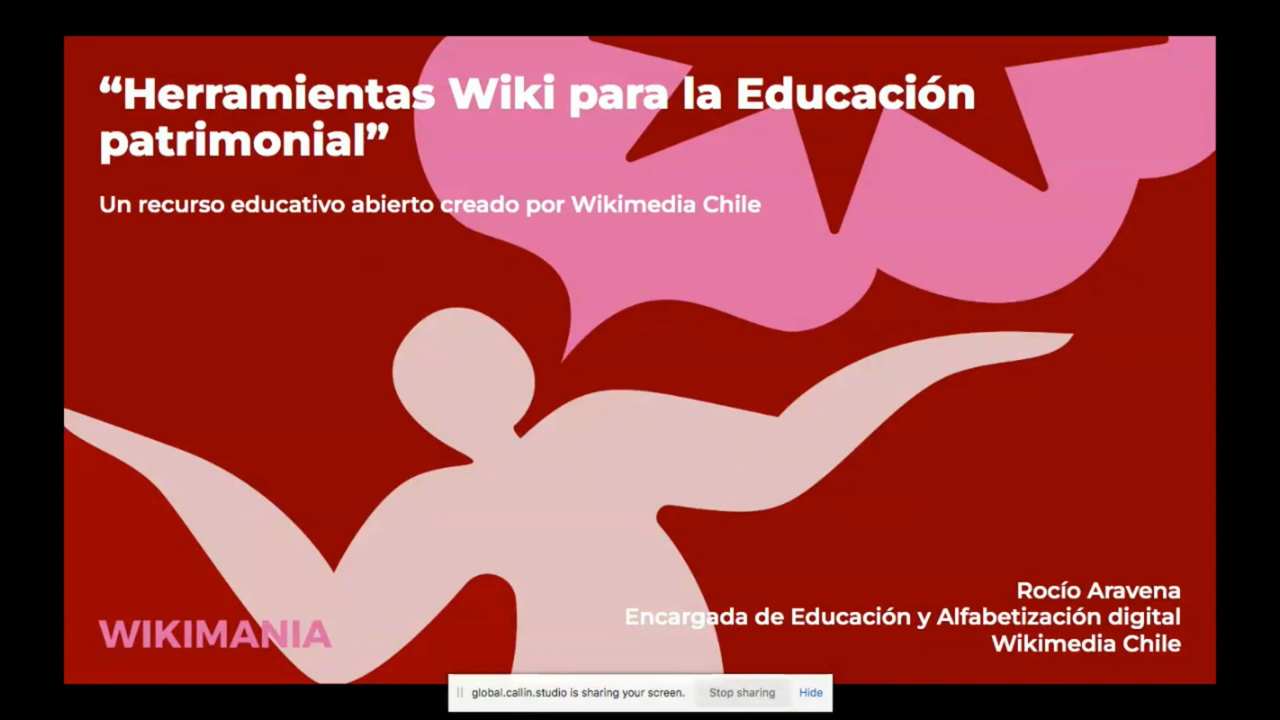 “Herramientas Wiki para la Educación
patrimonial”
Un recurso educativo abierto creado por Wikimedia Chile
Rocío Aravena
Encargada de Educación y Alfabetización digital
Wikimedia Chile
WIKIMANIA
global.callin.studio is sharing your screen. Stop sharing Hide